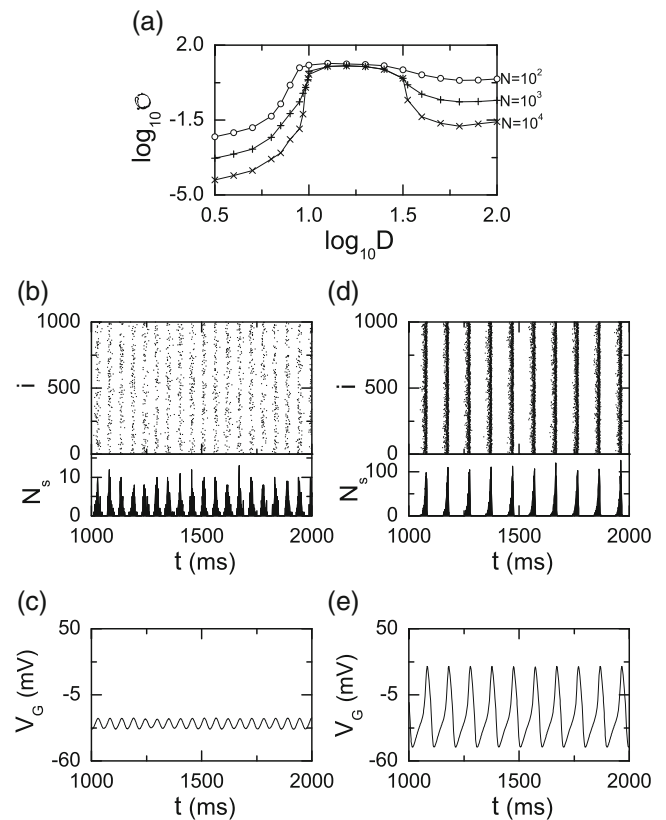 (a)
2.0
-1.5
-5.0
log₁₀ 𝒪
N=10²
N=10³
N=10⁴
0.5 1.0 1.5 2.0
log₁₀D
(b)
1000
500
0
i
10
0
Nₛ
1000 1500 2000
t (ms)
(d)
1000
500
0
i
100
0
Nₛ
1000 1500 2000
t (ms)
(c)
50
-5
-60
V_G (mV)
1000 1500 2000
t (ms)
(e)
50
-5
-60
V_G (mV)
1000 1500 2000
t (ms)